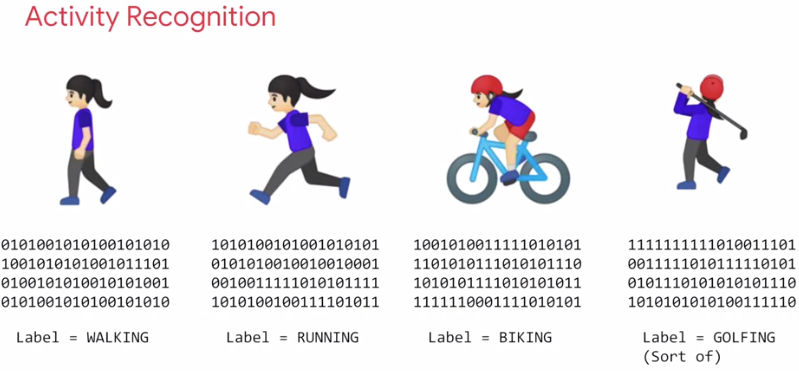 Activity Recognition
0101001010100101010
1001010101001011101
0100101010010101001
0101001010100101010
Label = WALKING
1010100101001010101
0101010010010010001
0010011111010101111
1010100100111101011
Label = RUNNING
1001010011111010101
1101010111010101110
1010101111010101011
1111110001111010101
Label = BIKING
1111111111010011101
0011111010111110101
0101110101010101110
1010101010100111110
Label = GOLFING
(Sort of)